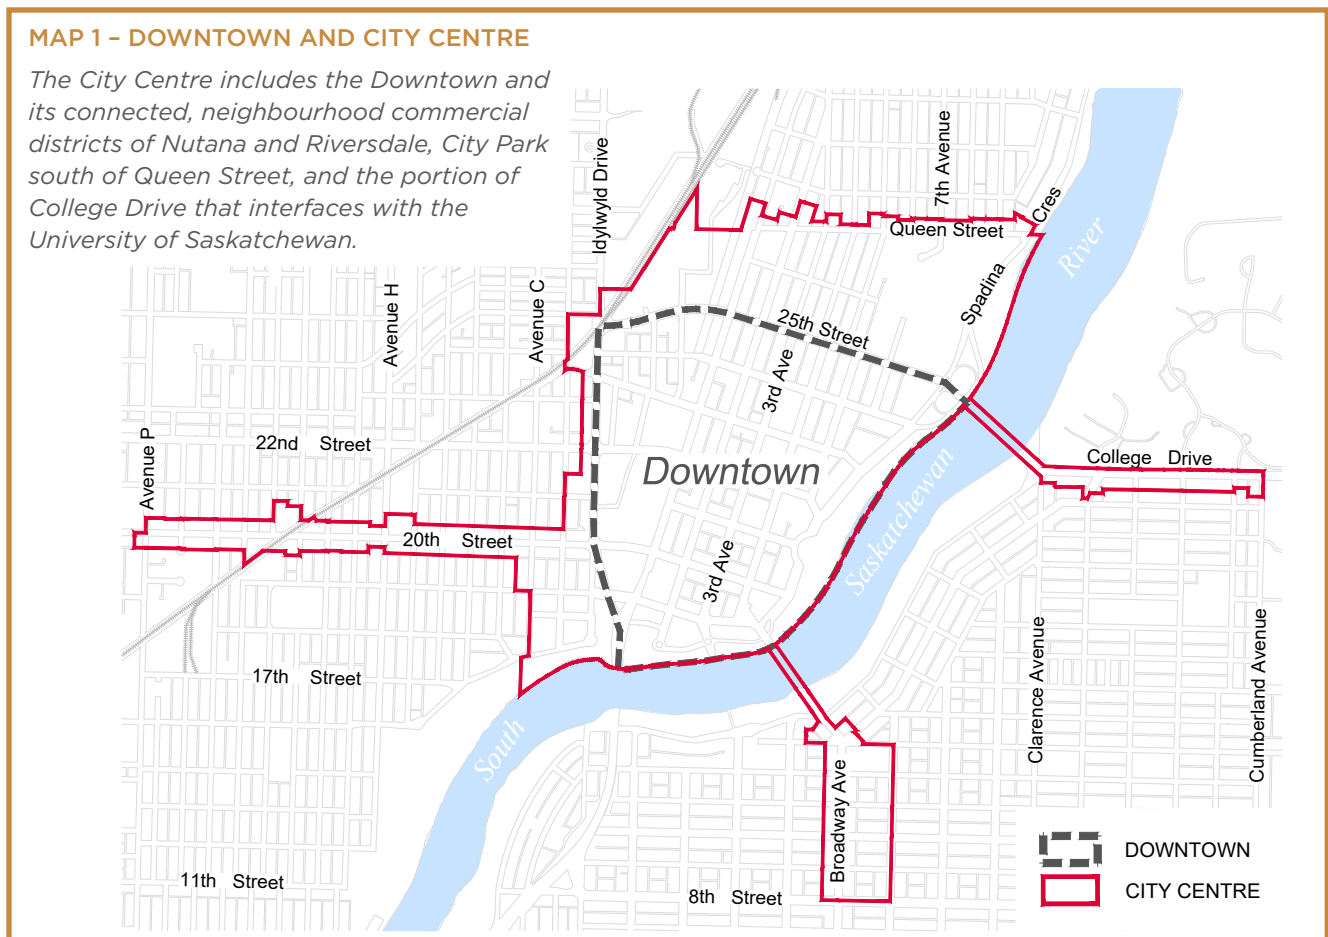 MAP 1 – DOWNTOWN AND CITY CENTRE
The City Centre includes the Downtown and
its connected, neighbourhood commercial
districts of Nutana and Riversdale, City Park
south of Queen Street, and the portion of
College Drive that interfaces with the
University of Saskatchewan.
Idylwyld Drive
7th Avenue
Cres
Queen Street
River
Spadina
Avenue H
Avenue C
25th Street
3rd Ave
22nd Street
Avenue P
Downtown
College Drive
Saskatchewan
20th Street
3rd Ave
17th Street
Clarence Avenue
Cumberland Avenue
South
Broadway Ave
11th Street
8th Street
DOWNTOWN
CITY CENTRE